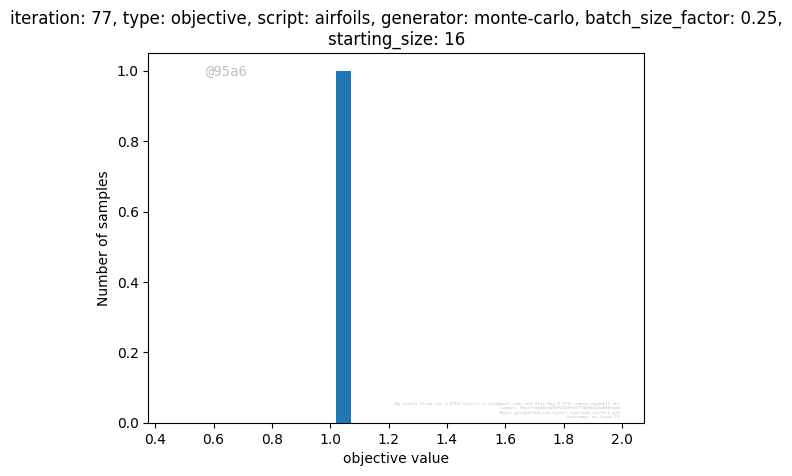 iteration: 77, type: objective, script: airfoils, generator: monte-carlo, batch_size_factor: 0.25,
starting_size: 16
@95a6
1.0
0.8
0.6
0.4
0.2
0.0
Number of samples
0.4 0.6 0.8 1.0 1.2 1.4 1.6 1.8 2.0
objective value